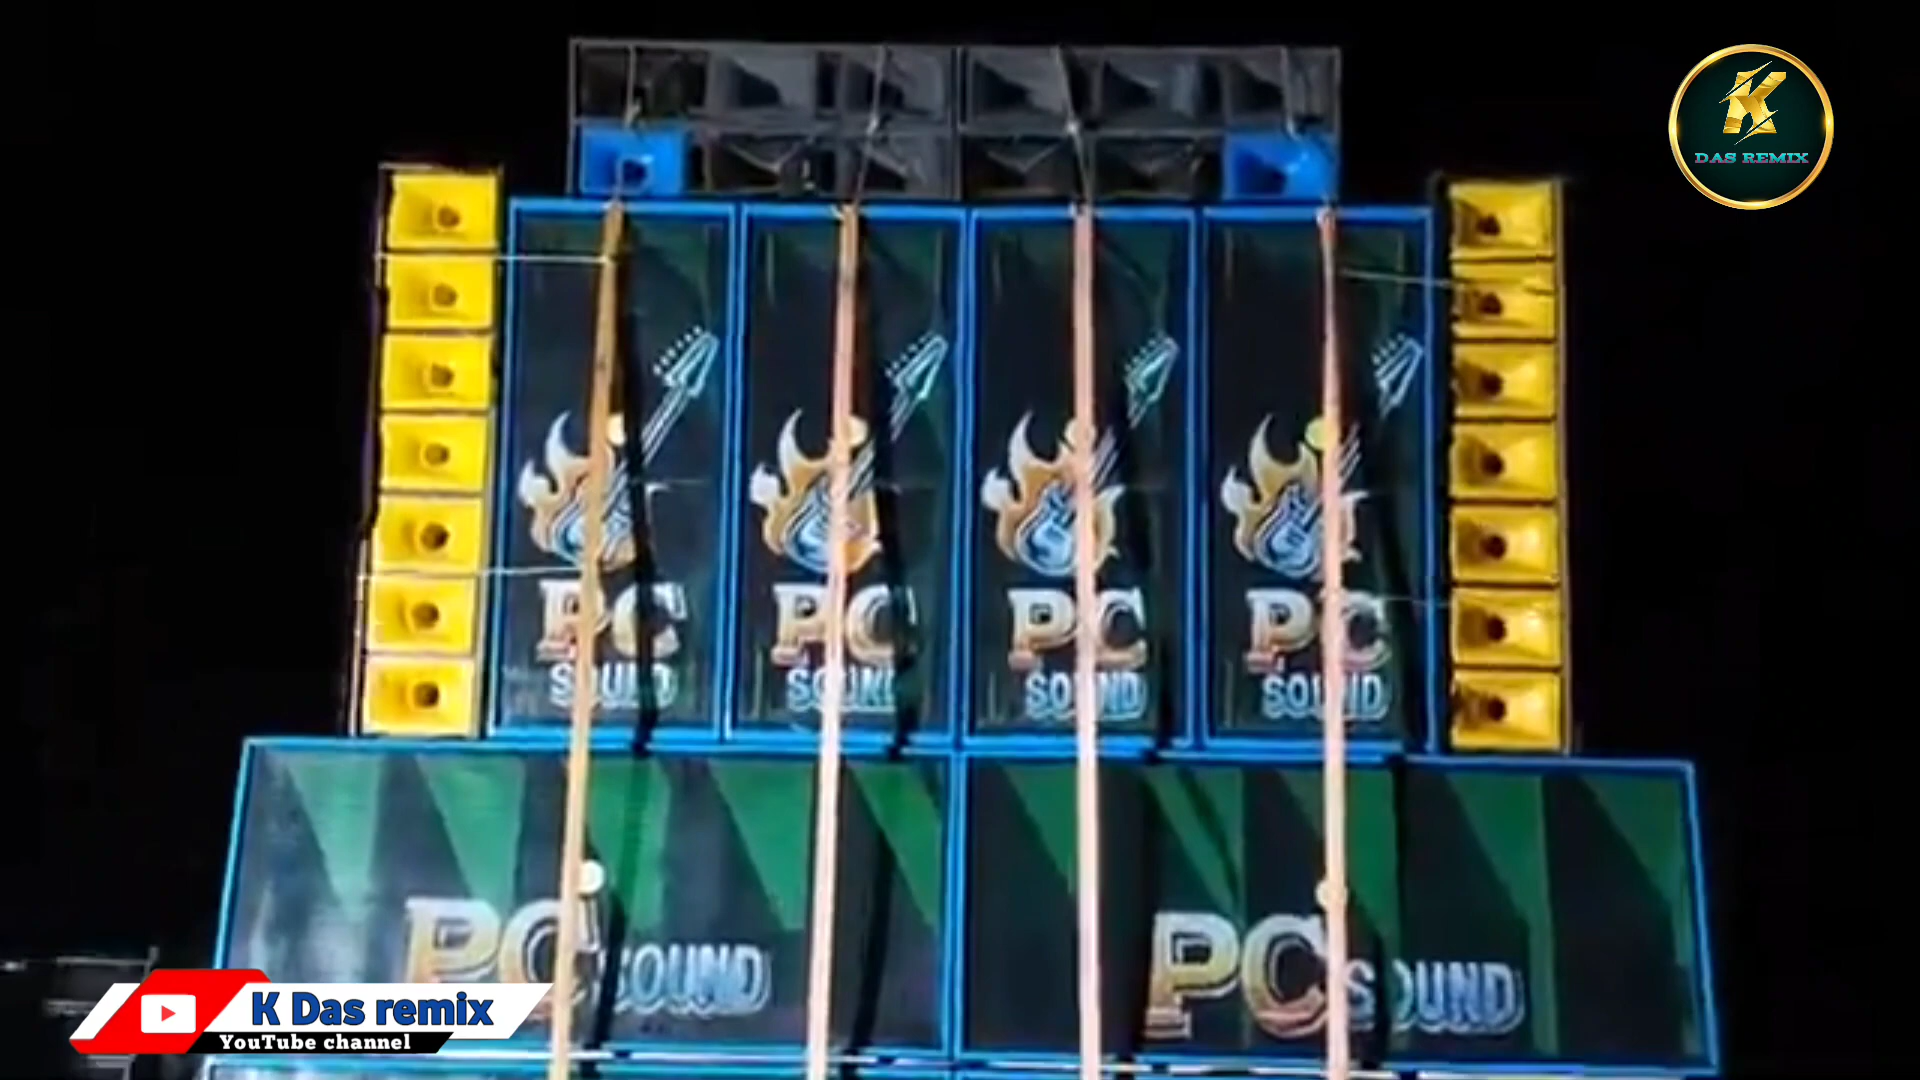 K
DAS REMIX
PC
SOUND
PC
SOUND
PC
SOUND
PC
SOUND
PC SOUND
PC SOUND
K Das remix
YouTube channel